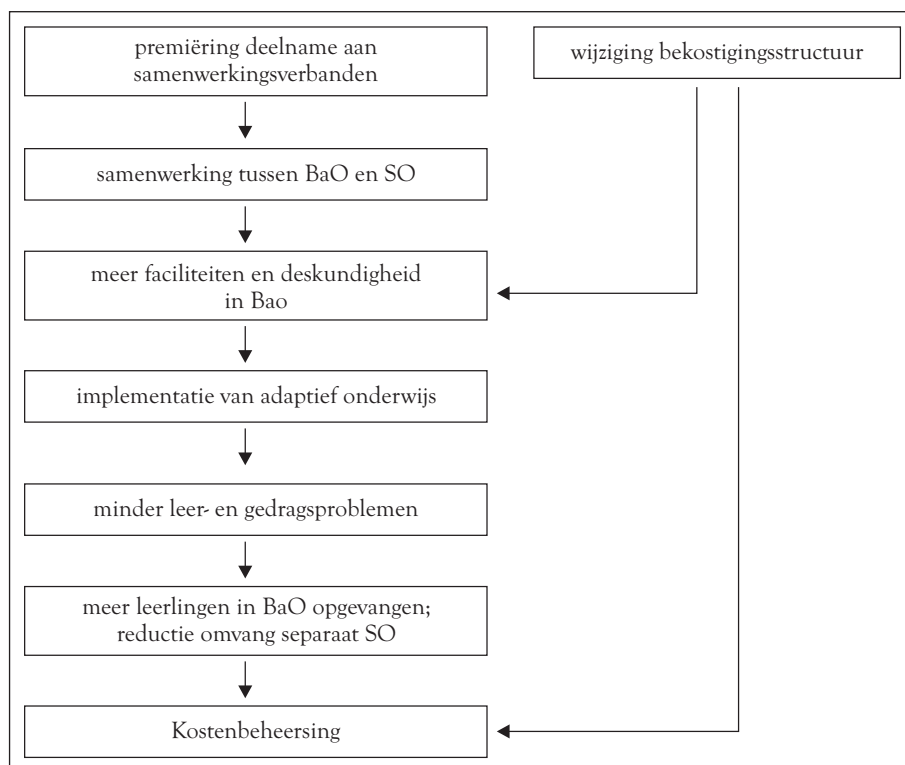 premiëring deelname aan
samenwerkingsverbanden
wijziging bekostigingsstructuur
samenwerking tussen BaO en SO
meer faciliteiten en deskundigheid
in Bao
implementatie van adaptief onderwijs
minder leer- en gedragsproblemen
meer leerlingen in BaO opgevangen;
reductie omvang separaat SO
Kostenbeheersing